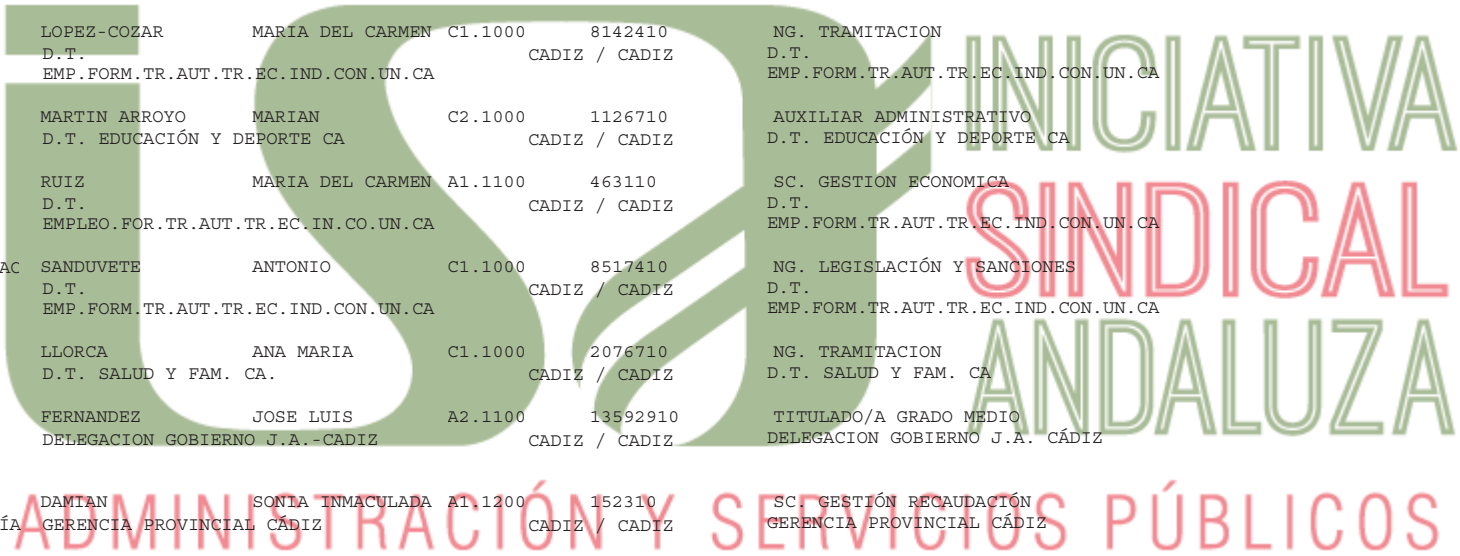 LOPEZ-COZAR MARIA DEL CARMEN C1.1000 8142410 NG. TRAMITACION
D.T. CADIZ / CADIZ D.T.
EMP.FORM.TR.AUT.TR.EC.IND.CON.UN.CA EMP.FORM.TR.AUT.TR.EC.IND.CON.UN.CA
MARTIN ARROYO MARIAN C2.1000 1126710 AUXILIAR ADMINISTRATIVO
D.T. EDUCACIÓN Y DEPORTE CA CADIZ / CADIZ D.T. EDUCACIÓN Y DEPORTE CA
RUIZ MARIA DEL CARMEN A1.1100 463110 SC. GESTION ECONOMICA
D.T. CADIZ / CADIZ D.T.
EMPLEO.FOR.TR.AUT.TR.EC.IN.CO.UN.CA EMP.FORM.TR.AUT.TR.EC.IND.CON.UN.CA
AC SANDUVETE ANTONIO C1.1000 8517410 NG. LEGISLACIÓN Y SANCIONES
D.T. CADIZ / CADIZ D.T.
EMP.FORM.TR.AUT.TR.EC.IND.CON.UN.CA EMP.FORM.TR.AUT.TR.EC.IND.CON.UN.CA
LLORCA ANA MARIA C1.1000 2076710 NG. TRAMITACION
D.T. SALUD Y FAM. CA. CADIZ / CADIZ D.T. SALUD Y FAM. CA
FERNANDEZ JOSE LUIS A2.1100 13592910 TITULADO/A GRADO MEDIO
DELEGACION GOBIERNO J.A.-CADIZ CADIZ / CADIZ DELEGACION GOBIERNO J.A. CÁDIZ
DAMIAN SONIA INMACULADA A1.1200 152310 SC. GESTIÓN RECAUDACIÓN
ÍA GERENCIA PROVINCIAL CÁDIZ CADIZ / CADIZ GERENCIA PROVINCIAL CÁDIZ
isa
INICIATIVA
SINDICAL
ANDALUZA
ADMINISTRACIÓN Y SERVICIOS PÚBLICOS